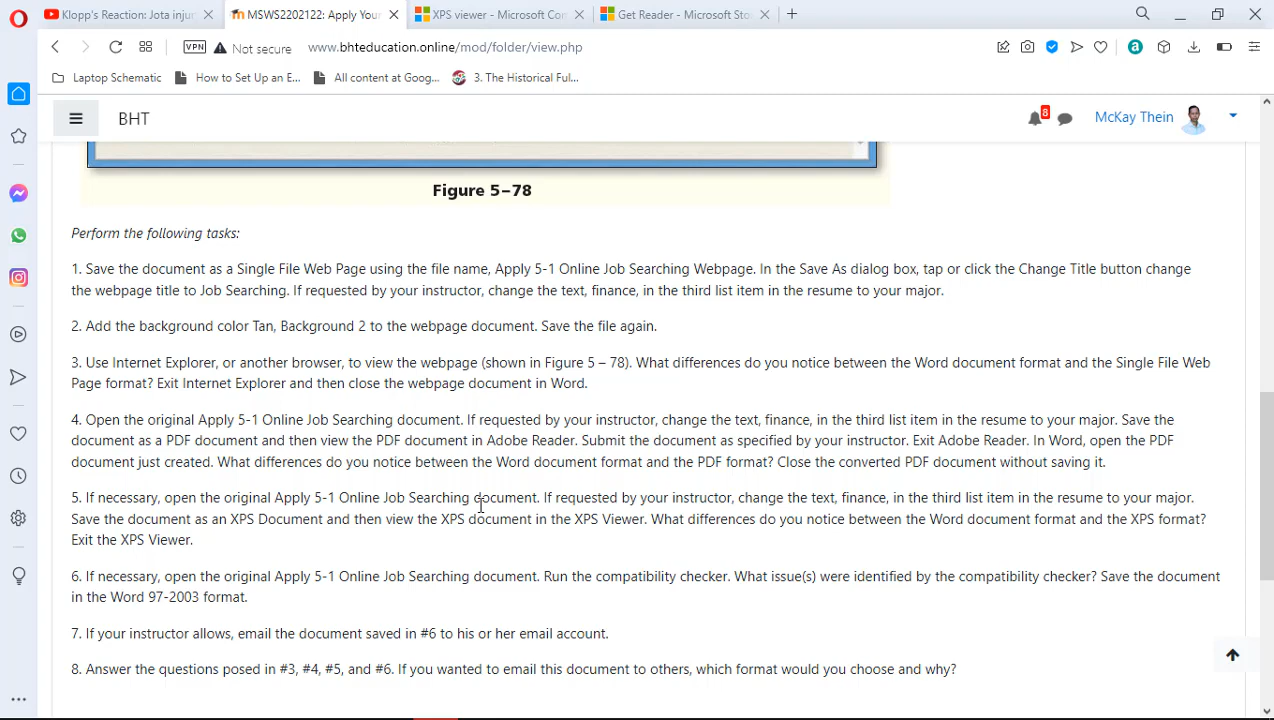 Klopp's Reaction: Jota injur
MSWS2202122: Apply Your
XPS viewer - Microsoft Con
Get Reader - Microsoft Sto
VPN Not secure www.bhteducation.online/mod/folder/view.php
Laptop Schematic
How to Set Up an E...
All content at Goog...
3. The Historical Ful...
BHT
8
McKay Thein
Figure 5–78
Perform the following tasks:
1. Save the document as a Single File Web Page using the file name, Apply 5-1 Online Job Searching Webpage. In the Save As dialog box, tap or click the Change Title button change
the webpage title to Job Searching. If requested by your instructor, change the text, finance, in the third list item in the resume to your major.
2. Add the background color Tan, Background 2 to the webpage document. Save the file again.
3. Use Internet Explorer, or another browser, to view the webpage (shown in Figure 5 – 78). What differences do you notice between the Word document format and the Single File Web
Page format? Exit Internet Explorer and then close the webpage document in Word.
4. Open the original Apply 5-1 Online Job Searching document. If requested by your instructor, change the text, finance, in the third list item in the resume to your major. Save the
document as a PDF document and then view the PDF document in Adobe Reader. Submit the document as specified by your instructor. Exit Adobe Reader. In Word, open the PDF
document just created. What differences do you notice between the Word document format and the PDF format? Close the converted PDF document without saving it.
5. If necessary, open the original Apply 5-1 Online Job Searching document. If requested by your instructor, change the text, finance, in the third list item in the resume to your major.
Save the document as an XPS Document and then view the XPS document in the XPS Viewer. What differences do you notice between the Word document format and the XPS format?
Exit the XPS Viewer.
6. If necessary, open the original Apply 5-1 Online Job Searching document. Run the compatibility checker. What issue(s) were identified by the compatibility checker? Save the document
in the Word 97-2003 format.
7. If your instructor allows, email the document saved in #6 to his or her email account.
8. Answer the questions posed in #3, #4, #5, and #6. If you wanted to email this document to others, which format would you choose and why?